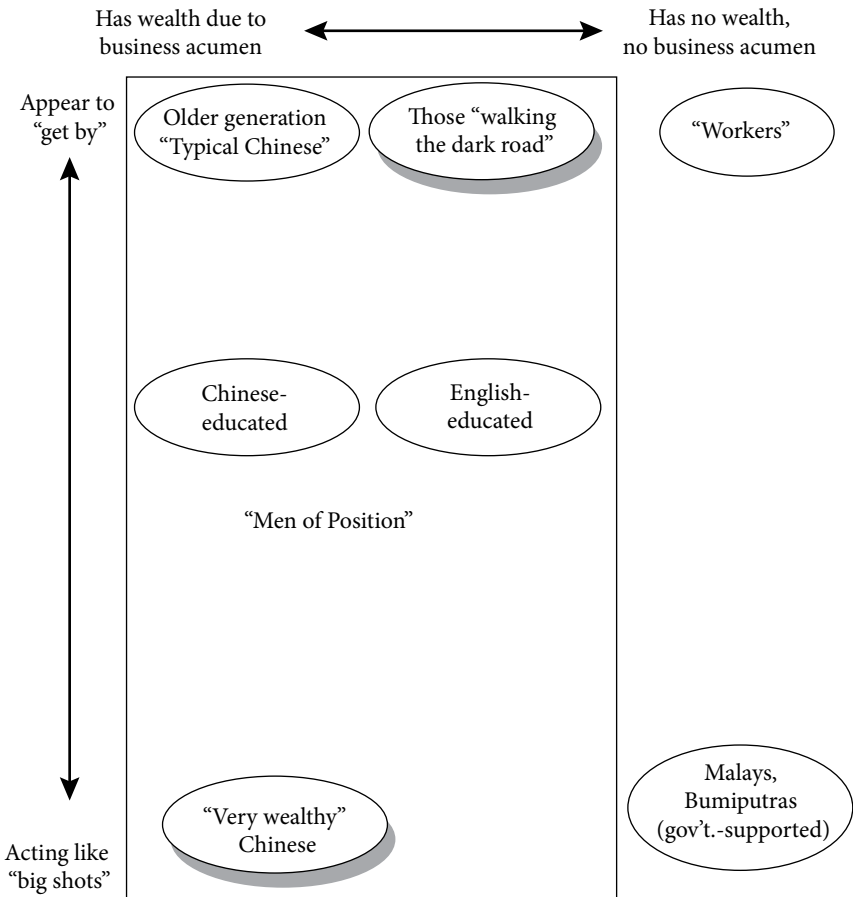 Has wealth due to
business acumen
Has no wealth,
no business acumen
Appear to
“get by”
Older generation
“Typical Chinese”
Those “walking
the dark road”
“Workers”
Chinese-
educated
English-
educated
“Men of Position”
“Very wealthy”
Chinese
Malays,
Bumiputras
(gov’t.-supported)
Acting like
“big shots”